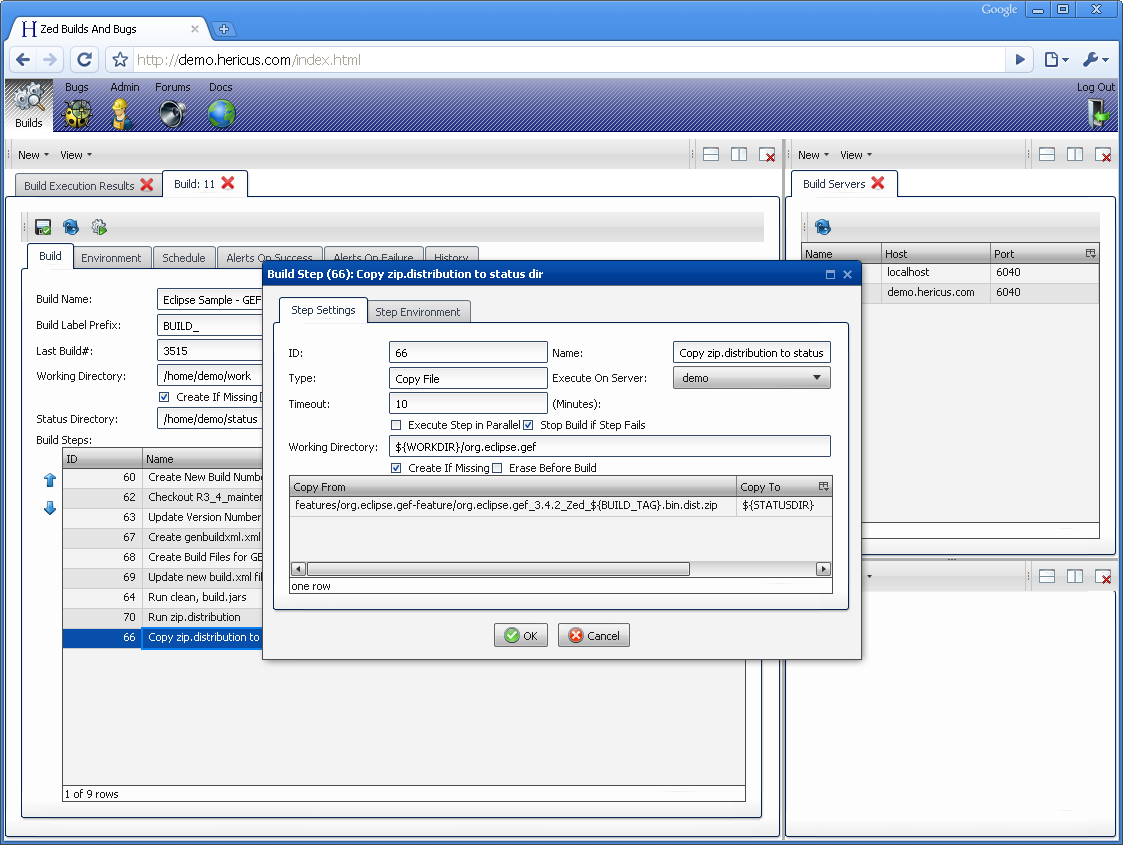 Google
Zed Builds And Bugs
http://demo.hericus.com/index.html
Builds
Bugs
Admin
Forums
Docs
Log Out
New View
New View
Build Execution Results
Build: 11
Build Servers
Build
Environment
Schedule
Alerts On Success
Alerts On Failure
History
Name Host Port
localhost 6040
demo.hericus.com 6040
Build Name: Eclipse Sample - GEF
Build Label Prefix: BUILD_
Last Build#: 3515
Working Directory: /home/demo/work
Create If Missing
Status Directory: /home/demo/status
Build Steps:
ID Name
60 Create New Build Numbe
62 Checkout R3_4_mainten
63 Update Version Number
67 Create genbuildxml.xml
68 Create Build Files for GE
69 Update new build.xml fil
64 Run clean, build.jars
70 Run zip.distribution
66 Copy zip.distribution to
1 of 9 rows
Build Step (66): Copy zip.distribution to status dir
Step Settings
Step Environment
ID: 66 Name: Copy zip.distribution to status
Type: Copy File Execute On Server: demo
Timeout: 10 (Minutes):
Execute Step in Parallel Stop Build if Step Fails
Working Directory: ${WORKDIR}/org.eclipse.gef
Create If Missing Erase Before Build
Copy From Copy To
features/org.eclipse.gef-feature/org.eclipse.gef_3.4.2_Zed_${BUILD_TAG}.bin.dist.zip ${STATUSDIR}
one row
OK Cancel